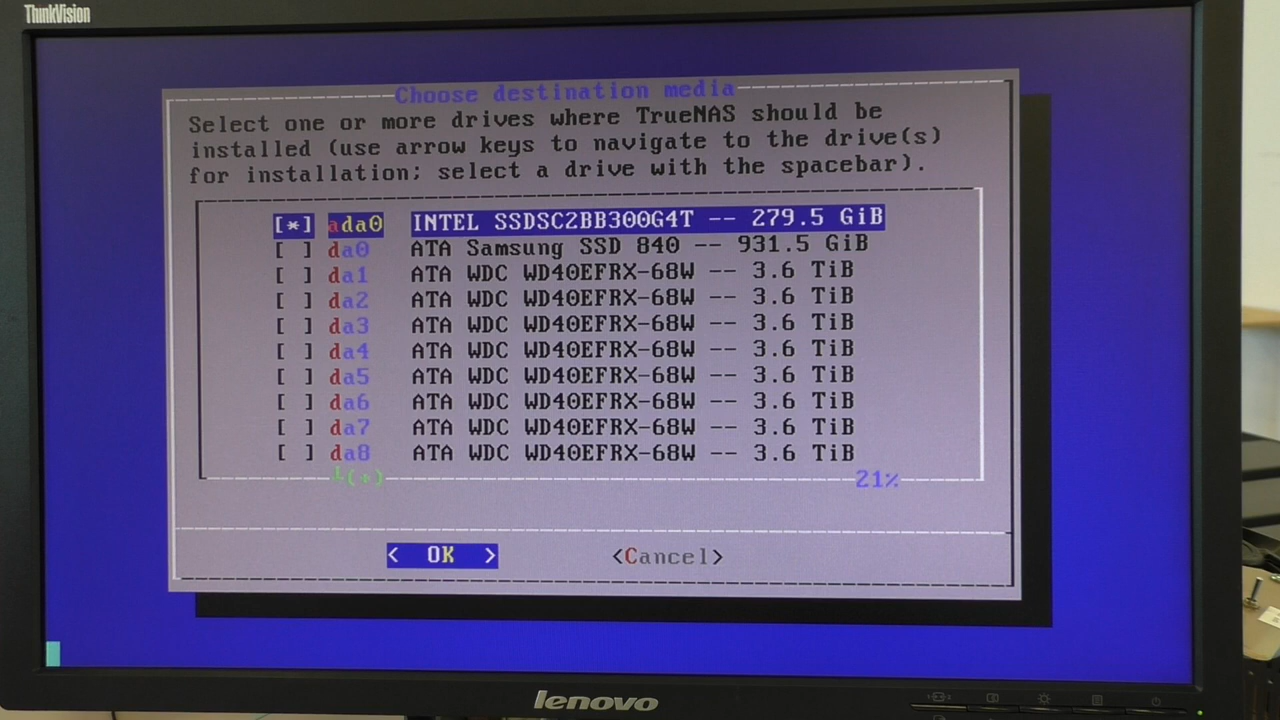 ThinkVision
Choose destination media
Select one or more drives where TrueNAS should be
installed (use arrow keys to navigate to the drive(s)
for installation; select a drive with the spacebar).
[*] ada0 INTEL SSDSC2BB300G4T -- 279.5 GiB
[ ] da0 ATA Samsung SSD 840 -- 931.5 GiB
[ ] da1 ATA WDC WD40EFRX-68W -- 3.6 TiB
[ ] da2 ATA WDC WD40EFRX-68W -- 3.6 TiB
[ ] da3 ATA WDC WD40EFRX-68W -- 3.6 TiB
[ ] da4 ATA WDC WD40EFRX-68W -- 3.6 TiB
[ ] da5 ATA WDC WD40EFRX-68W -- 3.6 TiB
[ ] da6 ATA WDC WD40EFRX-68W -- 3.6 TiB
[ ] da7 ATA WDC WD40EFRX-68W -- 3.6 TiB
[ ] da8 ATA WDC WD40EFRX-68W -- 3.6 TiB
└(+) 21%
< OK > <Cancel>
lenovo